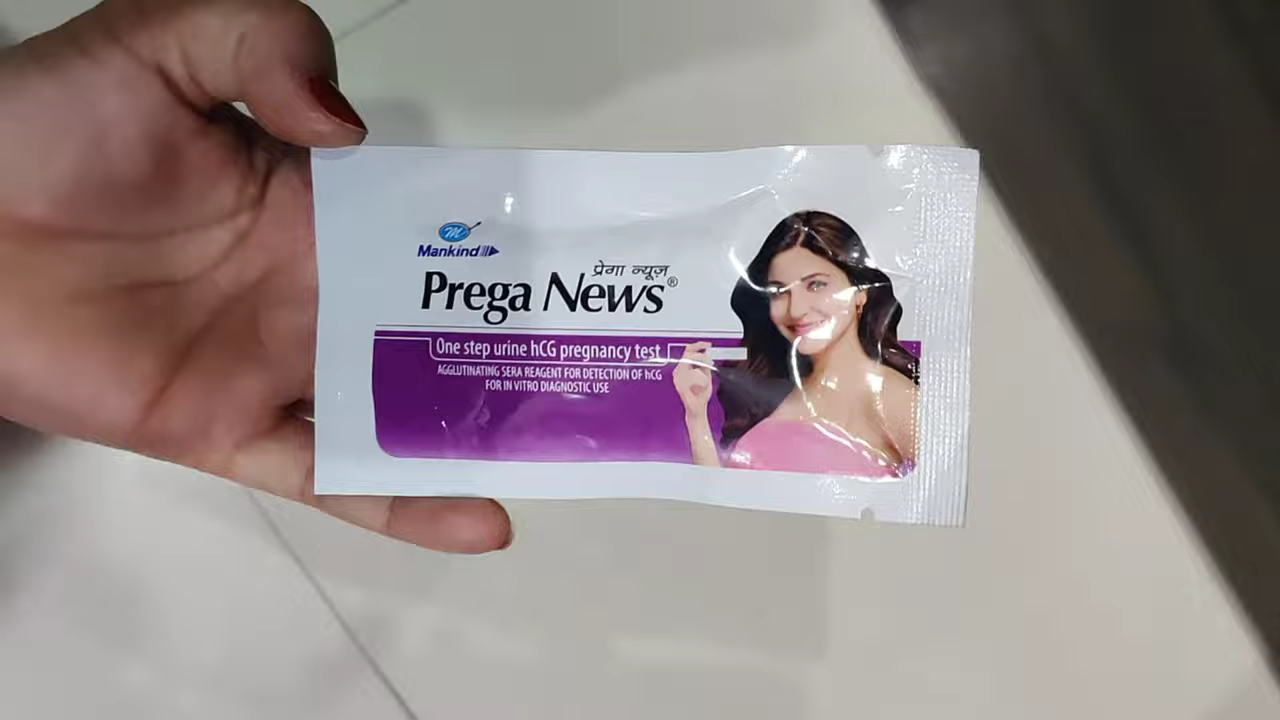 Mankind
प्रेगा न्यूज़
Prega News®
One step urine hCG pregnancy test
AGGLUTINATING SERA REAGENT FOR DETECTION OF hCG
FOR IN VITRO DIAGNOSTIC USE